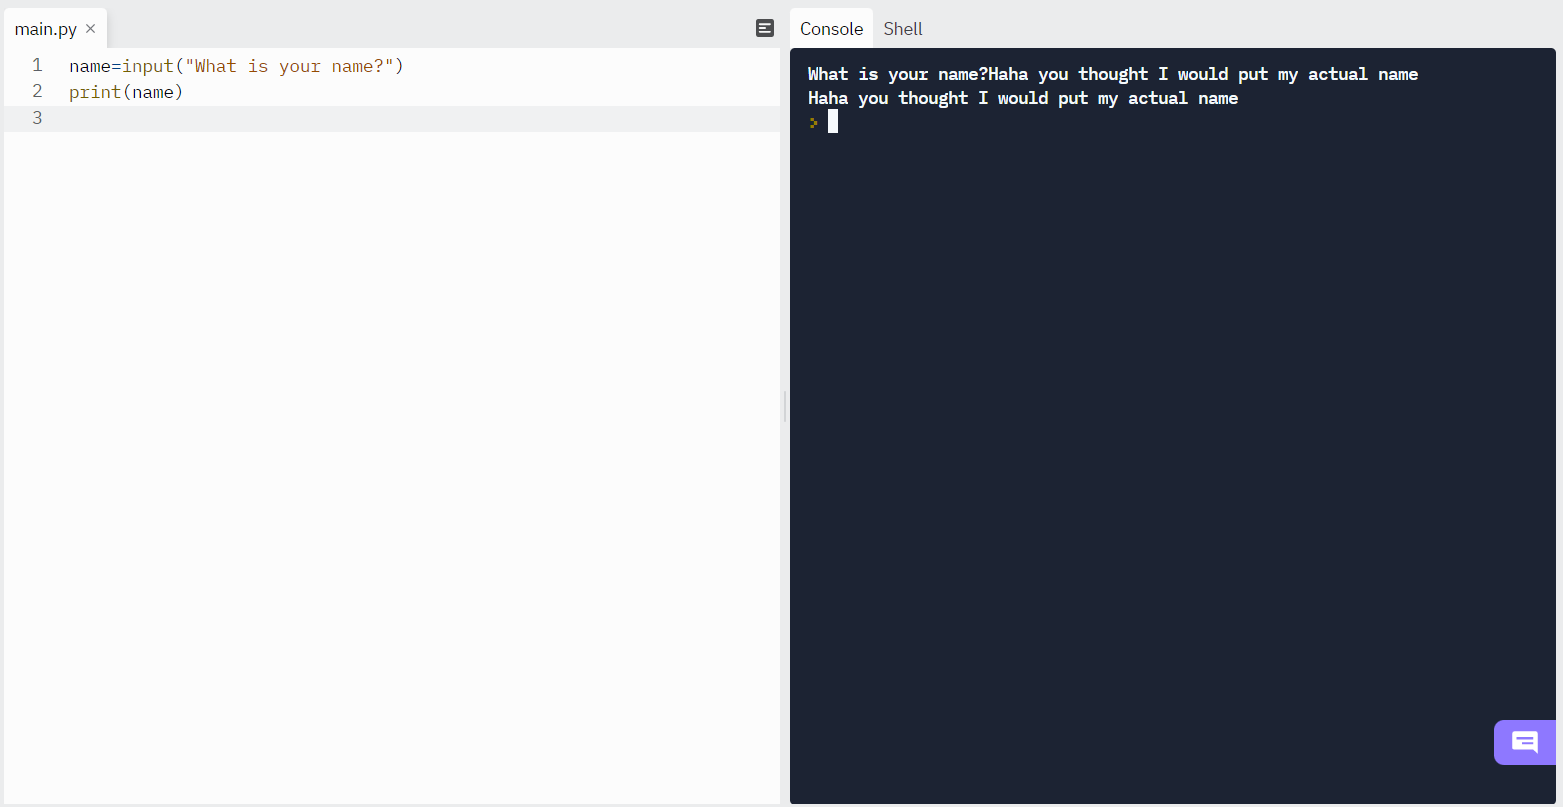 main.py
1 name=input("What is your name?")
2 print(name)
3
Console Shell
What is your name?Haha you thought I would put my actual name
Haha you thought I would put my actual name
>